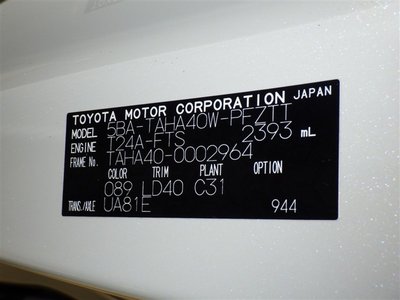 TOYOTA MOTOR CORPORATION JAPAN
MODEL 5BA-TAHA40W-PFZTT
ENGINE T24A-FTS 2393 mL
FRAME No. TAHA40-0002964
COLOR TRIM PLANT OPTION
089 LD40 C31
TRANS./AXLE UA81E 944